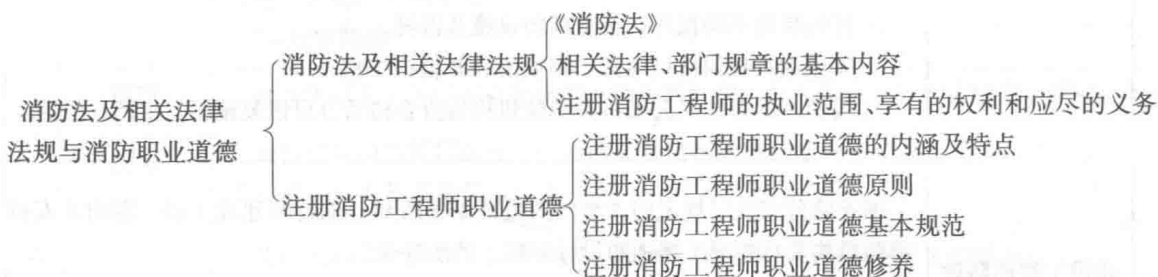 消防法及相关法律
法规与消防职业道德
消防法及相关法律法规
《消防法》
相关法律、部门规章的基本内容
注册消防工程师的执业范围、享有的权利和应尽的义务
注册消防工程师职业道德
注册消防工程师职业道德的内涵及特点
注册消防工程师职业道德原则
注册消防工程师职业道德基本规范
注册消防工程师职业道德修养